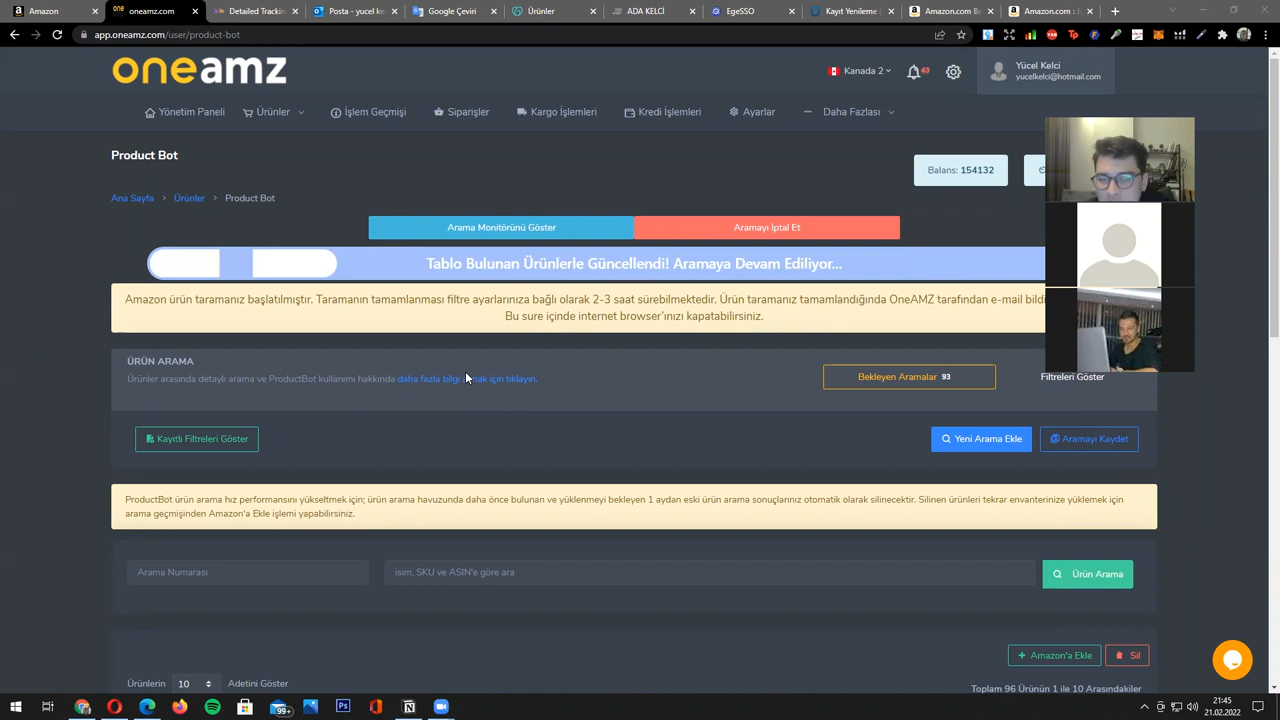 Amazon
onea
Detailed Trackin
Posta - yucel ke
Google Çeviri
Ürünler
ADA KELCİ
EgeSSO
Kayıt Yenileme İ
Amazon.com Be
Amazon.com: B
app.oneamz.com/user/product-bot
oneamz
Kanada 2
43
Yücel Kelci
yucelkelci@hotmail.com
Yönetim Paneli
Ürünler
İşlem Geçmişi
Siparişler
Kargo İşlemleri
Kredi İşlemleri
Ayarlar
Daha Fazlası
Product Bot
Balans: 154132
Ana Sayfa > Ürünler > Product Bot
Arama Monitörünü Göster
Aramayı İptal Et
Tablo Bulunan Ürünlerle Güncellendi! Aramaya Devam Ediliyor...
Amazon ürün taramanız başlatılmıştır. Taramanın tamamlanması filtre ayarlarınıza bağlı olarak 2-3 saat sürebilmektedir. Ürün taramanız tamamlandığında OneAMZ tarafından e-mail bildi
Bu sure içinde internet browser'ınızı kapatabilirsiniz.
ÜRÜN ARAMA
Ürünler arasında detaylı arama ve ProductBot kullanımı hakkında daha fazla bilgi almak için tıklayın.
Bekleyen Aramalar 93
Filtreleri Göster
Kayıtlı Filtreleri Göster
Yeni Arama Ekle
Aramayı Kaydet
ProductBot ürün arama hız performansını yükseltmek için; ürün arama havuzunda daha önce bulunan ve yüklenmeyi bekleyen 1 aydan eski ürün arama sonuçlarınız otomatik olarak silinecektir. Silinen ürünleri tekrar envanterinize yüklemek için
arama geçmişinden Amazon'a Ekle işlemi yapabilirsiniz.
Arama Numarası
isim, SKU ve ASIN'e göre ara
Ürün Arama
Amazon'a Ekle
Sil
Ürünlerin 10 Adetini Göster
Toplam 96 Ürünün 1 ile 10 Arasındakiler
99+
21:45
21.02.2022